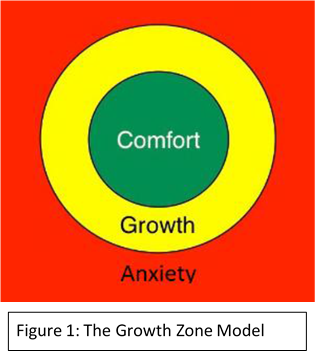 Comfort
Growth
Anxiety
Figure 1: The Growth Zone Model